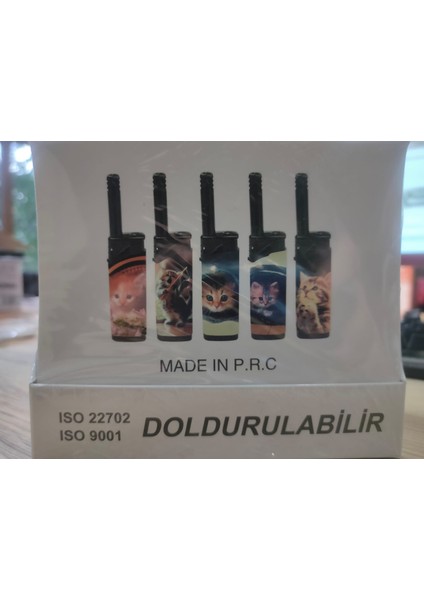 MADE IN P.R.C
ISO 22702
ISO 9001
DOLDURULABİLİR